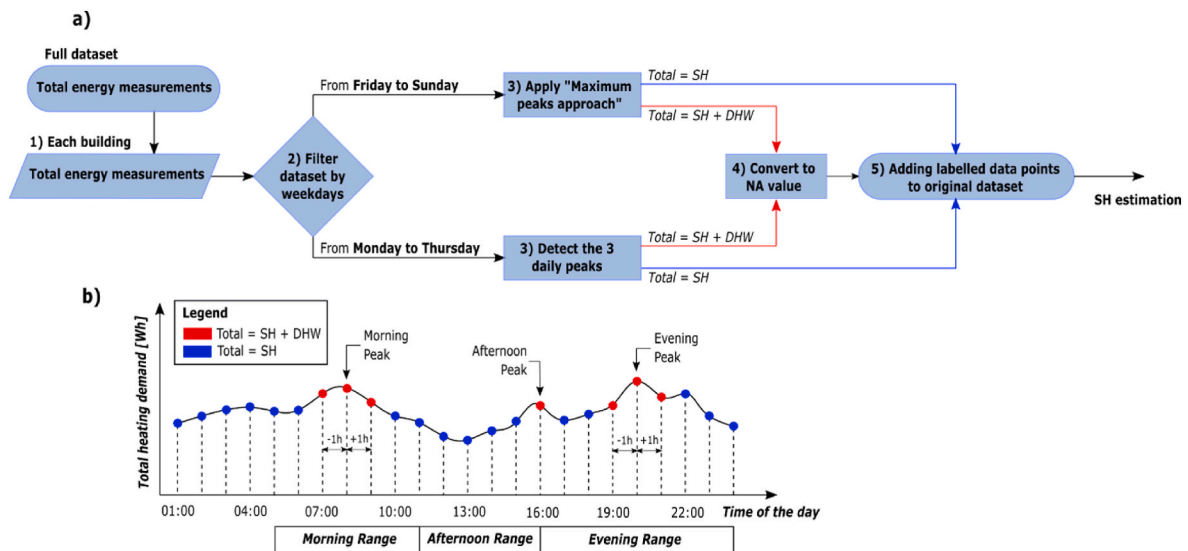 a)
Full dataset
Total energy measurements
1) Each building
Total energy measurements
2) Filter
dataset by
weekdays
From Friday to Sunday
From Monday to Thursday
3) Apply "Maximum
peaks approach"
Total = SH
Total = SH + DHW
3) Detect the 3
daily peaks
Total = SH + DHW
Total = SH
4) Convert to
NA value
5) Adding labelled data points
to original dataset
SH estimation
b)
Total heating demand [Wh]
Legend
Total = SH + DHW
Total = SH
Morning
Peak
Afternoon
Peak
Evening
Peak
-1h
+1h
-1h
+1h
01:00
04:00
07:00
10:00
13:00
16:00
19:00
22:00
Time of the day
Morning Range
Afternoon Range
Evening Range